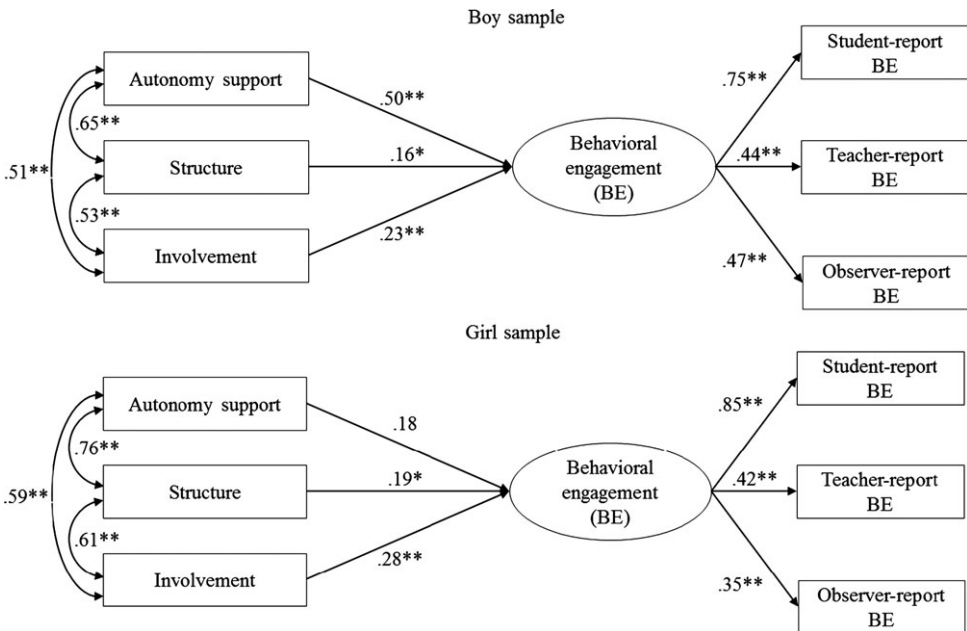 Boy sample
Autonomy support
Structure
Involvement
.65**
.51**
.53**
.50**
.16*
.23**
Behavioral
engagement
(BE)
.75**
.44**
.47**
Student-report
BE
Teacher-report
BE
Observer-report
BE
Girl sample
Autonomy support
Structure
Involvement
.76**
.59**
.61**
.18
.19*
.28**
Behavioral
engagement
(BE)
.85**
.42**
.35**
Student-report
BE
Teacher-report
BE
Observer-report
BE